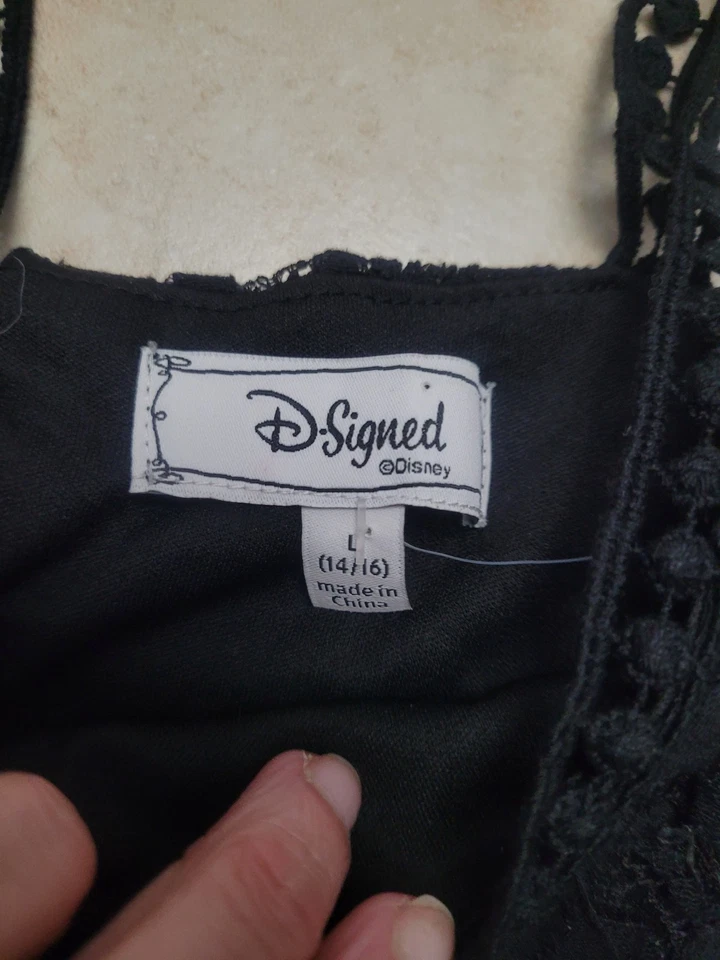 D-Signed
©Disney
L
(14/16)
made in
China